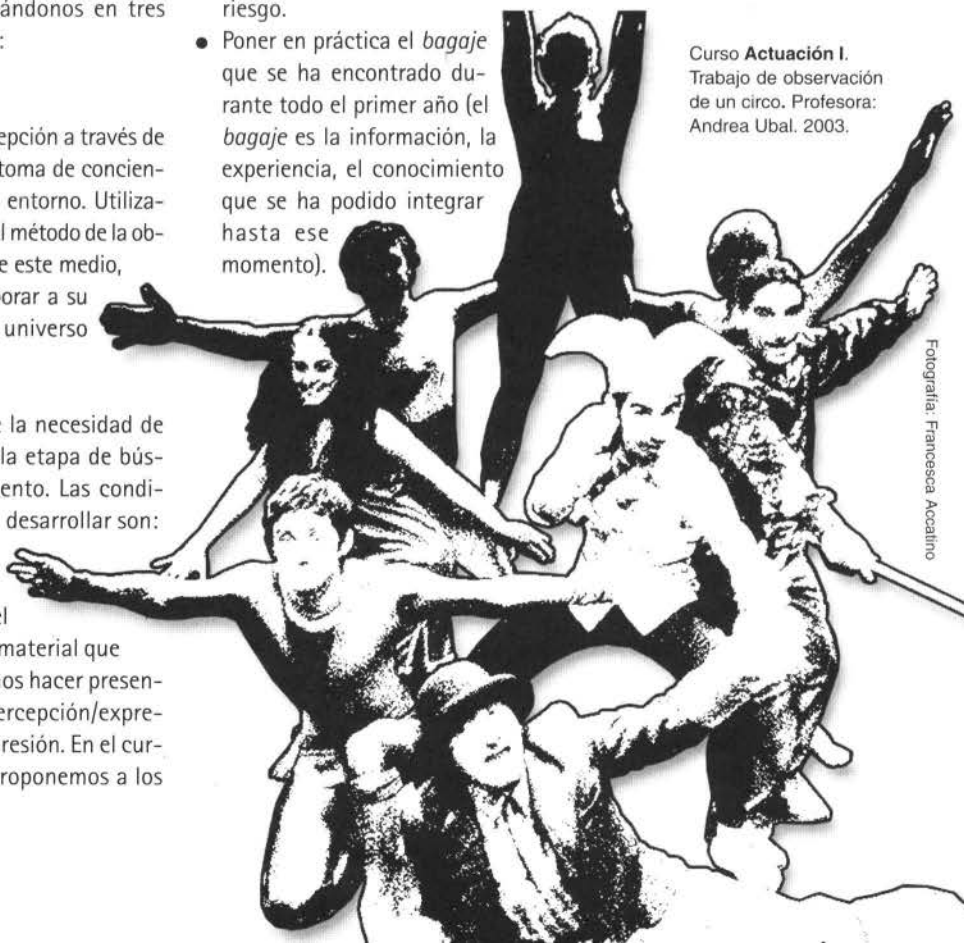 ándonos en tres
:
epción a través de
toma de concien-
entorno. Utiliza-
l método de la ob-
e este medio,
orar a su
universo
e la necesidad de
la etapa de bús-
ento. Las condi-
desarrollar son:
el
material que
os hacer presen-
ercepción/expre-
resión. En el cur-
roponemos a los
riesgo.
● Poner en práctica el bagaje
que se ha encontrado du-
rante todo el primer año (el
bagaje es la información, la
experiencia, el conocimiento
que se ha podido integrar
hasta ese
momento).
Curso Actuación I.
Trabajo de observación
de un circo. Profesora:
Andrea Ubal. 2003.
Fotografía: Francesca Accatino